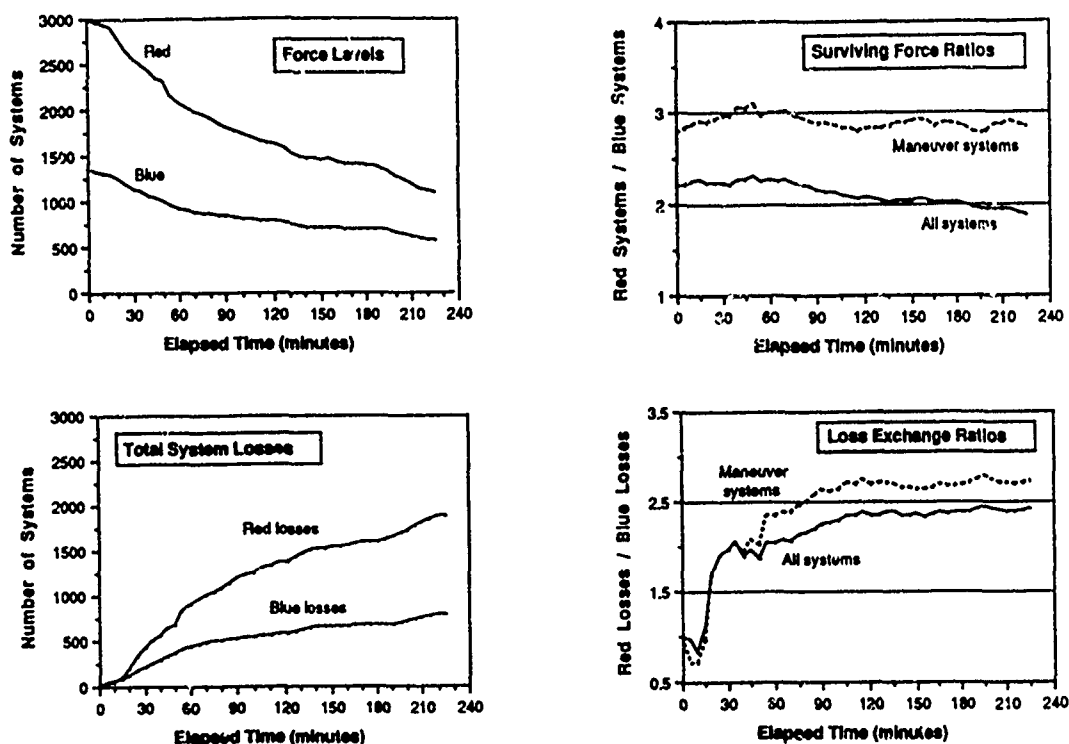 Force Levels
Number of Systems
3000
2500
2000
1500
1000
500
0
Red
Blue
0 30 60 90 120 150 180 210 240
Elapsed Time (minutes)
Surviving Force Ratios
Red Systems / Blue Systems
4
3
2
1
Maneuver systems
All systems
0 30 60 90 120 150 180 210 240
Elapsed Time (minutes)
Total System Losses
Number of Systems
3000
2500
2000
1500
1000
500
0
Red losses
Blue losses
0 30 60 90 120 150 180 210 240
Elapsed Time (minutes)
Loss Exchange Ratios
Red Losses / Blue Losses
3.5
2.5
1.5
0.5
Maneuver
systems
All systems
0 30 60 90 120 150 180 210 240
Elapsed Time (minutes)